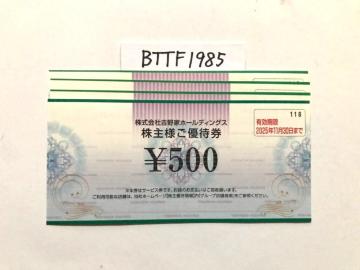 BTTF1985
株式会社吉野家ホールディングス
株主様ご優待券
¥500
118
有効期限
2025年11月30日まで